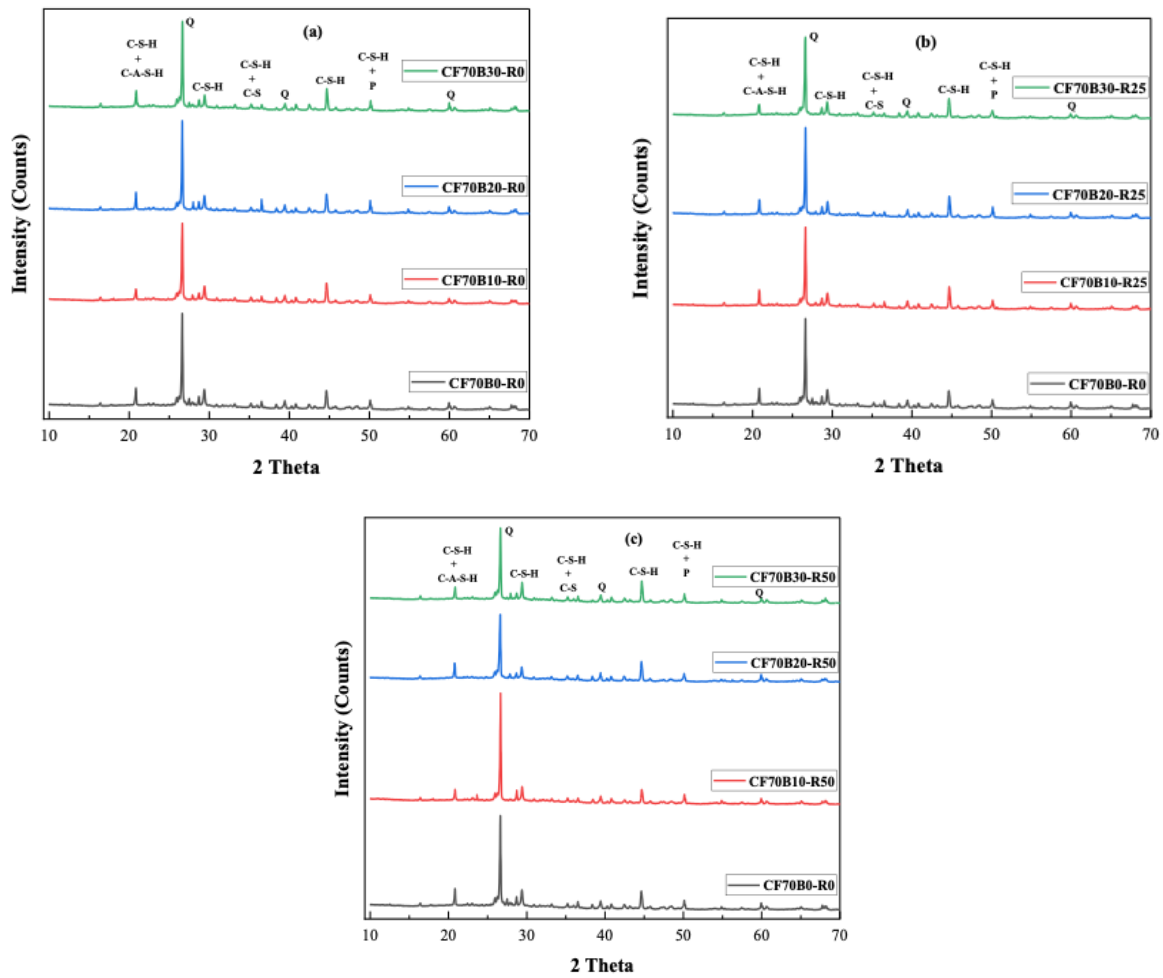 (a)
Q
C-S-H
+
C-A-S-H
C-S-H
C-S-H
+
C-S
Q
C-S-H
C-S-H
+
P
Q
CF70B30-R0
CF70B20-R0
CF70B10-R0
CF70B0-R0
Intensity (Counts)
10 20 30 40 50 60 70
2 Theta
(b)
Q
C-S-H
+
C-A-S-H
C-S-H
C-S-H
+
C-S
Q
C-S-H
C-S-H
+
P
Q
CF70B30-R25
CF70B20-R25
CF70B10-R25
CF70B0-R0
Intensity (Counts)
10 20 30 40 50 60 70
2 Theta
(c)
Q
C-S-H
+
C-A-S-H
C-S-H
C-S-H
+
C-S
Q
C-S-H
C-S-H
+
P
Q
CF70B30-R50
CF70B20-R50
CF70B10-R50
CF70B0-R0
Intensity (Counts)
10 20 30 40 50 60 70
2 Theta